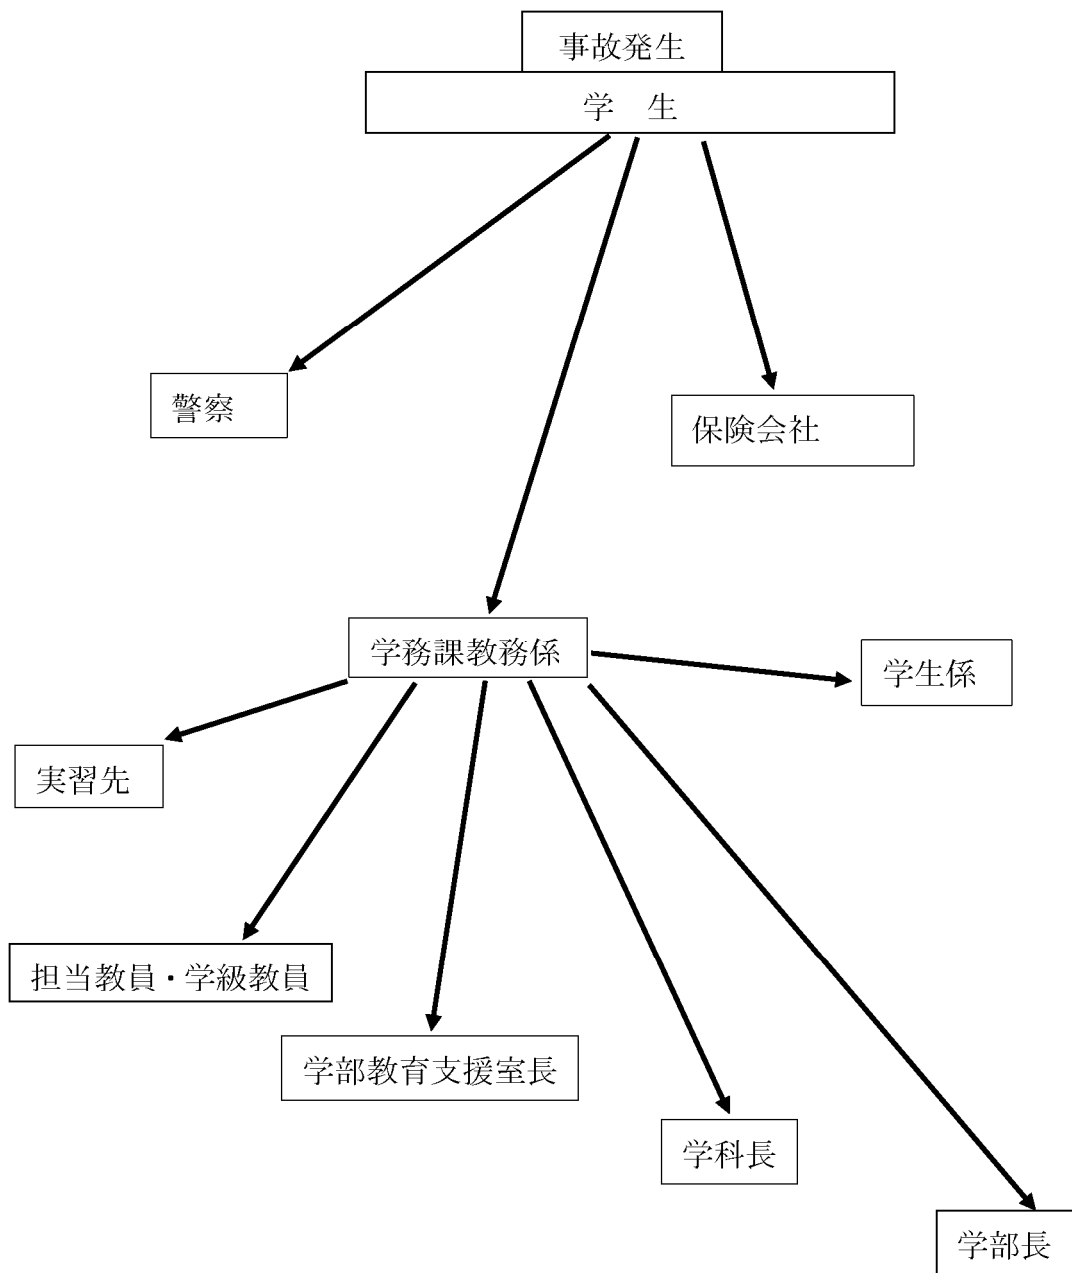 事故発生
学　生
警察
保険会社
学務課教務係
学生係
実習先
担当教員・学級教員
学部教育支援室長
学科長
学部長